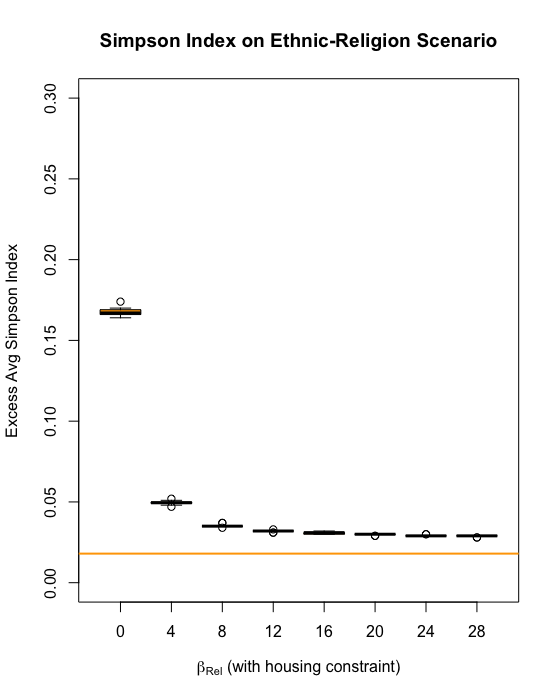 Simpson Index on Ethnic-Religion Scenario
Excess Avg Simpson Index
0.30
0.25
0.20
0.15
0.10
0.05
0.00
0 4 8 12 16 20 24 28
βRel (with housing constraint)